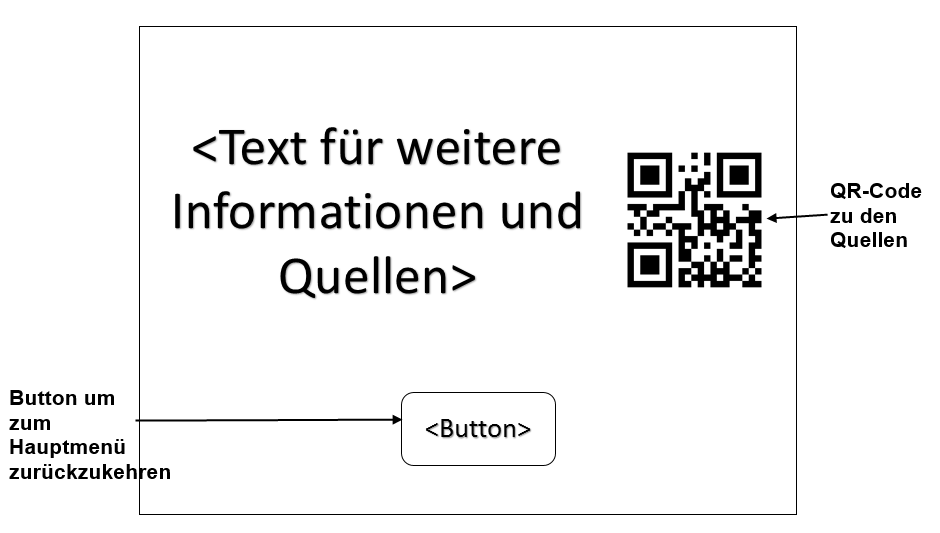 <Text für weitere
Informationen und
Quellen>
QR-Code
zu den
Quellen
Button um
zum
Hauptmenü
zurückzukehren
<Button>